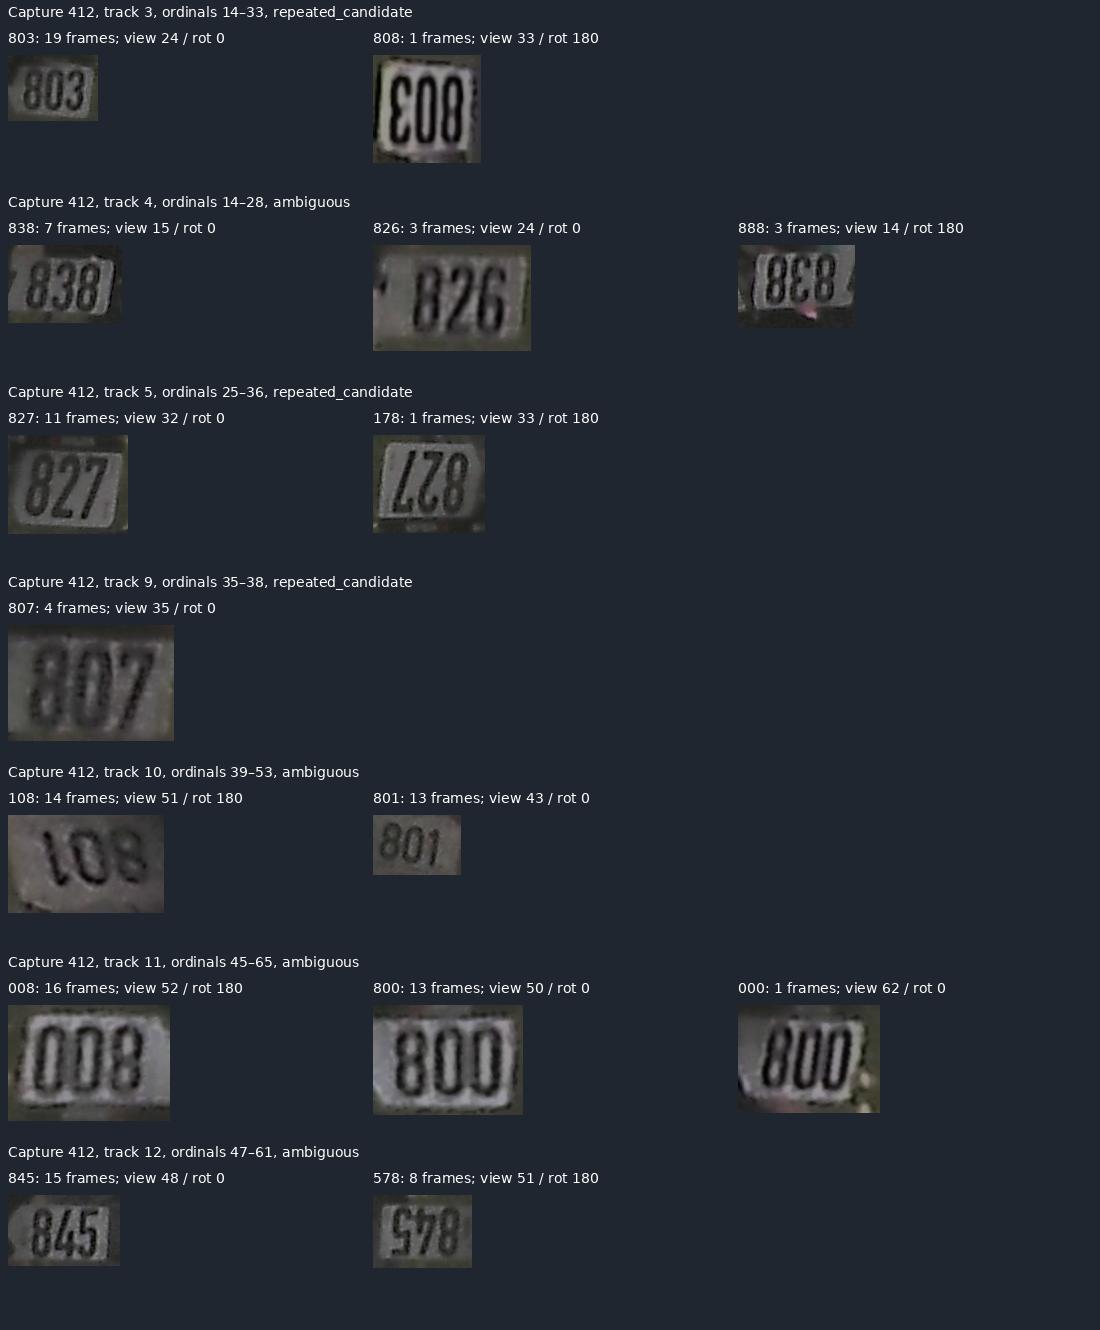 Capture 412, track 3, ordinals 14–33, repeated_candidate
803: 19 frames; view 24 / rot 0 808: 1 frames; view 33 / rot 180
803 803
Capture 412, track 4, ordinals 14–28, ambiguous
838: 7 frames; view 15 / rot 0 826: 3 frames; view 24 / rot 0 888: 3 frames; view 14 / rot 180
838 826 838
Capture 412, track 5, ordinals 25–36, repeated_candidate
827: 11 frames; view 32 / rot 0 178: 1 frames; view 33 / rot 180
827 827
Capture 412, track 9, ordinals 35–38, repeated_candidate
807: 4 frames; view 35 / rot 0
807
Capture 412, track 10, ordinals 39–53, ambiguous
108: 14 frames; view 51 / rot 180 801: 13 frames; view 43 / rot 0
801 801
Capture 412, track 11, ordinals 45–65, ambiguous
008: 16 frames; view 52 / rot 180 800: 13 frames; view 50 / rot 0 000: 1 frames; view 62 / rot 0
800 800 800
Capture 412, track 12, ordinals 47–61, ambiguous
845: 15 frames; view 48 / rot 0 578: 8 frames; view 51 / rot 180
845 845